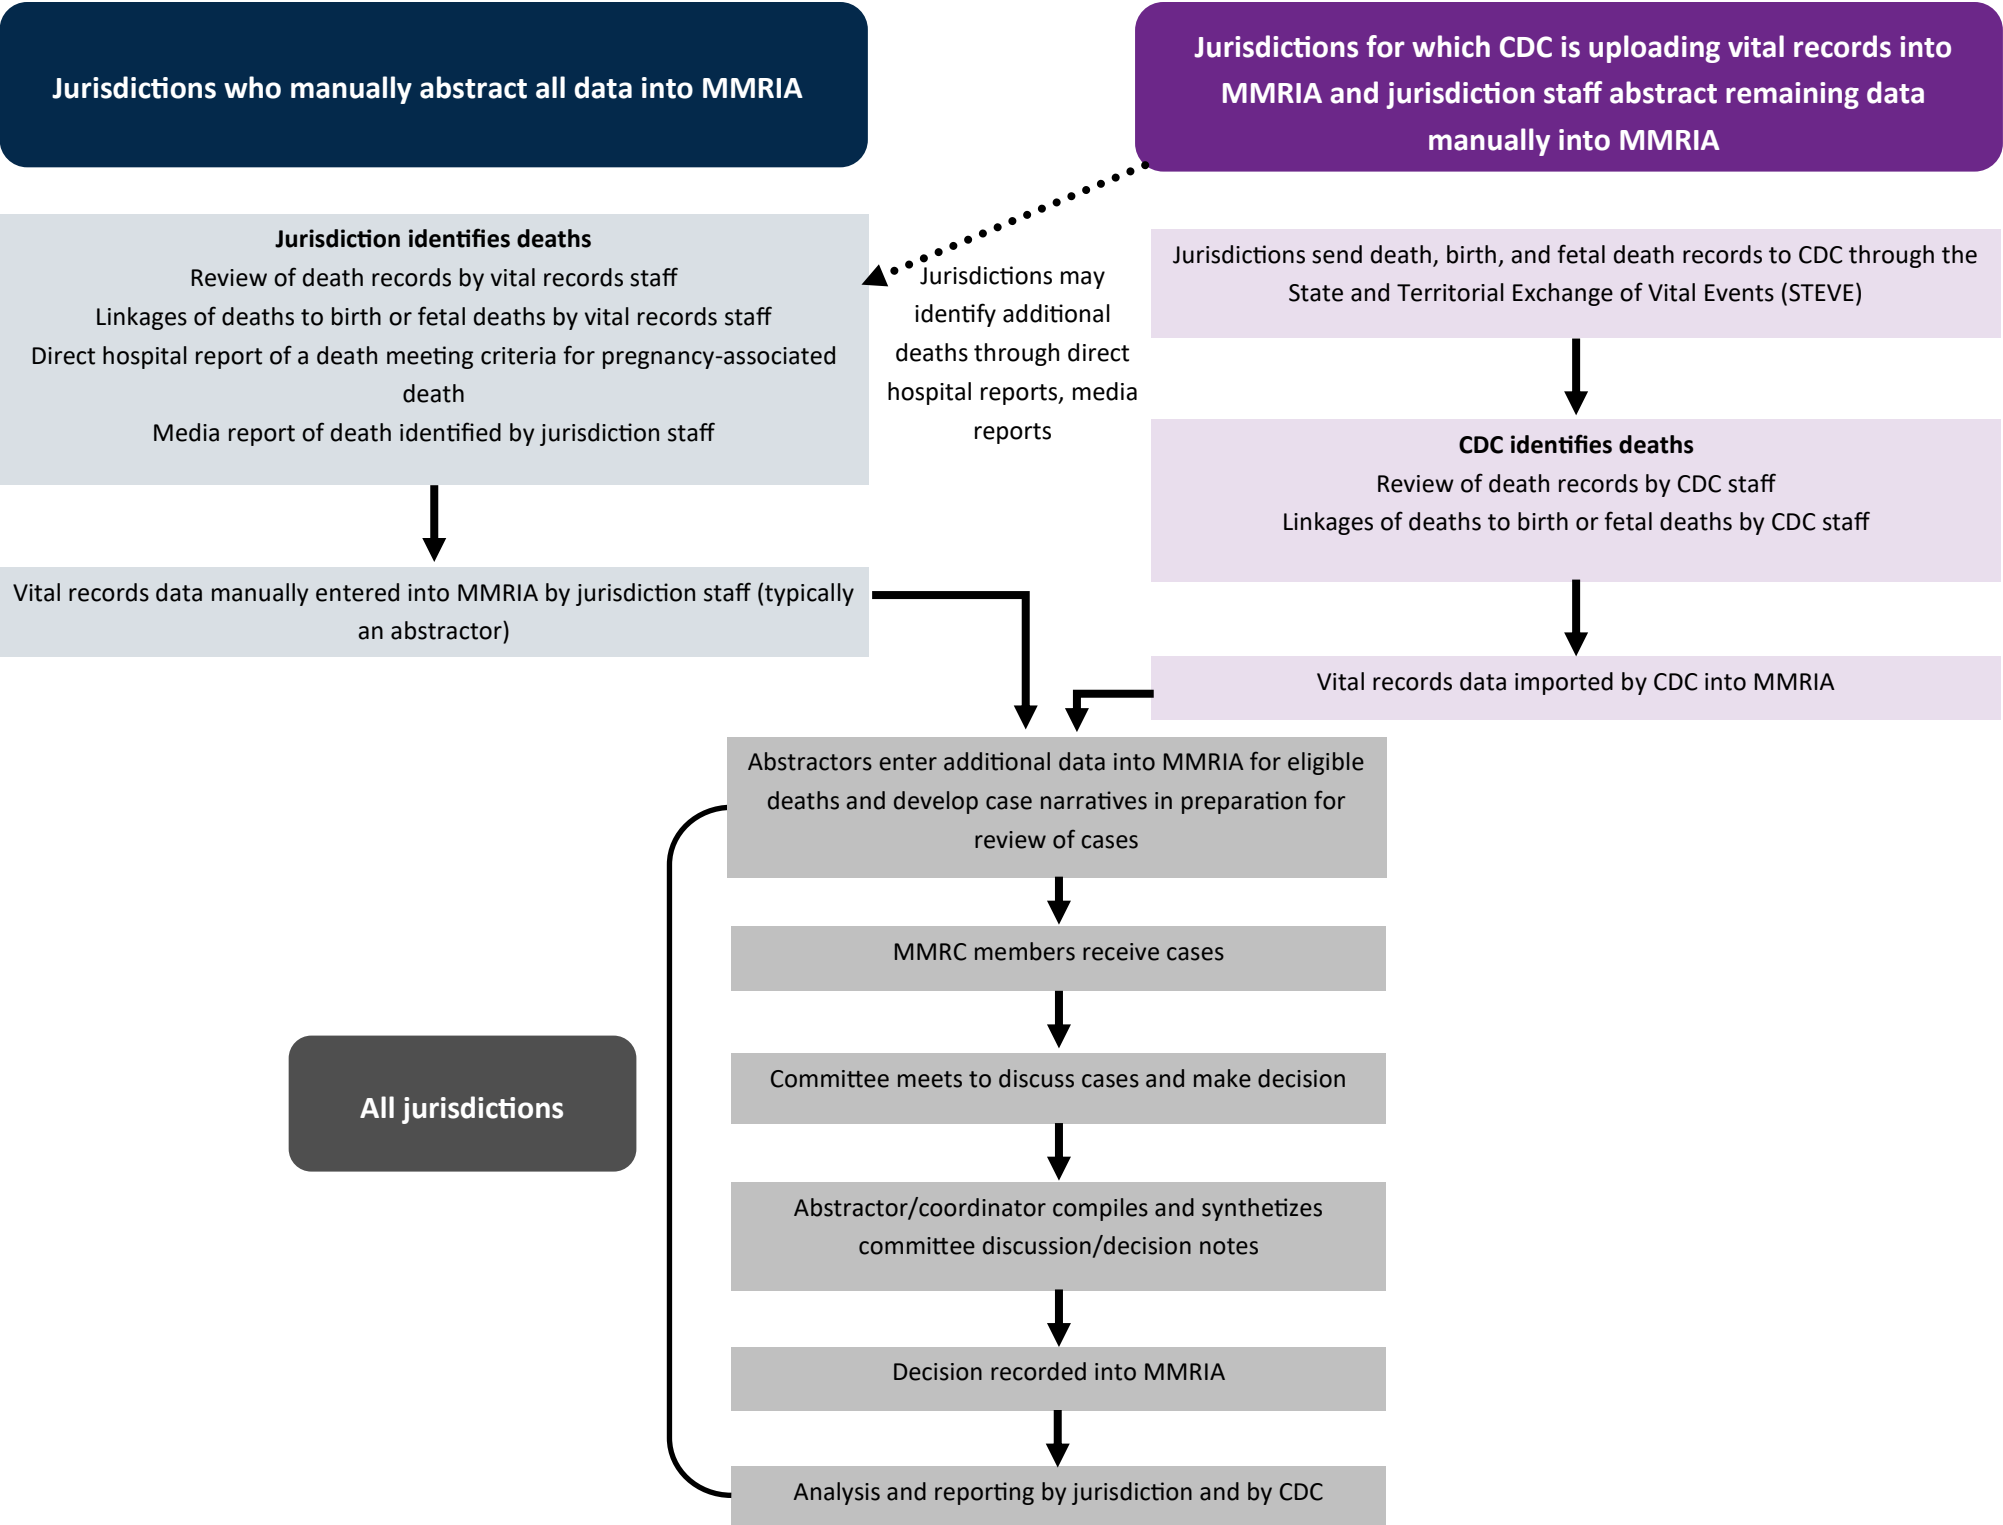 Jurisdictions who manually abstract all data into MMRIA
Jurisdictions for which CDC is uploading vital records into
MMRIA and jurisdiction staff abstract remaining data
manually into MMRIA
Jurisdiction identifies deaths
Review of death records by vital records staff
Linkages of deaths to birth or fetal deaths by vital records staff
Direct hospital report of a death meeting criteria for pregnancy-associated
death
Media report of death identified by jurisdiction staff
Jurisdictions may
identify additional
deaths through direct
hospital reports, media
reports
Jurisdictions send death, birth, and fetal death records to CDC through the
State and Territorial Exchange of Vital Events (STEVE)
CDC identifies deaths
Review of death records by CDC staff
Linkages of deaths to birth or fetal deaths by CDC staff
Vital records data manually entered into MMRIA by jurisdiction staff (typically
an abstractor)
Vital records data imported by CDC into MMRIA
Abstractors enter additional data into MMRIA for eligible
deaths and develop case narratives in preparation for
review of cases
MMRC members receive cases
Committee meets to discuss cases and make decision
All jurisdictions
Abstractor/coordinator compiles and synthetizes
committee discussion/decision notes
Decision recorded into MMRIA
Analysis and reporting by jurisdiction and by CDC